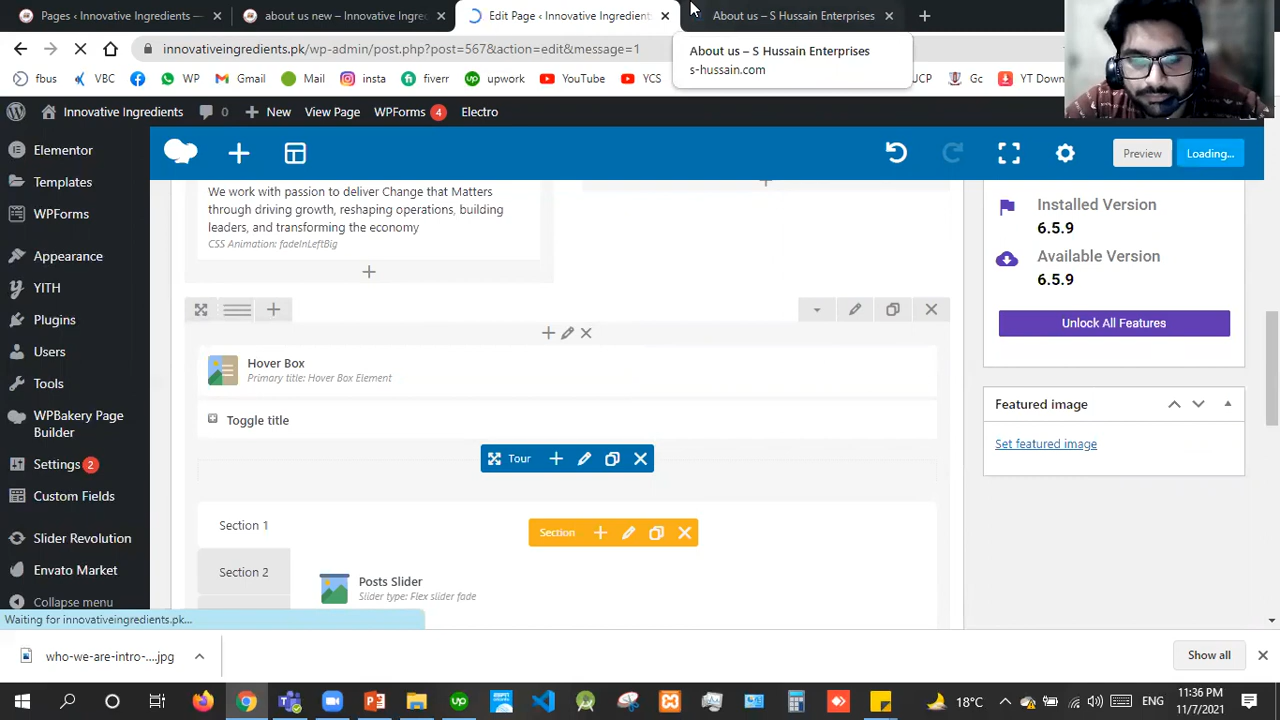 Pages ‹ Innovative Ingredients —
about us new – Innovative Ingre
Edit Page ‹ Innovative Ingredient
About us – S Hussain Enterprises
innovativeingredients.pk/wp-admin/post.php?post=567&action=edit&message=1
About us – S Hussain Enterprises
s-hussain.com
fbus
VBC
WP
Gmail
Mail
insta
fiverr
upwork
YouTube
YCS
UCP
Gc
YT Down
Innovative Ingredients
0
New
View Page
WPForms 4
Electro
Elementor
Templates
WPForms
Appearance
YITH
Plugins
Users
Tools
WPBakery Page
Builder
Settings 2
Custom Fields
Slider Revolution
Envato Market
Collapse menu
Preview
Loading...
We work with passion to deliver Change that Matters
through driving growth, reshaping operations, building
leaders, and transforming the economy
CSS Animation: fadeInLeftBig
Hover Box
Primary title: Hover Box Element
Toggle title
Tour
Section 1
Section
Section 2
Posts Slider
Slider type: Flex slider fade
Installed Version
6.5.9
Available Version
6.5.9
Unlock All Features
Featured image
Set featured image
Waiting for innovativeingredients.pk...
who-we-are-intro-....jpg
Show all
18°C
ENG
11:36 PM
11/7/2021